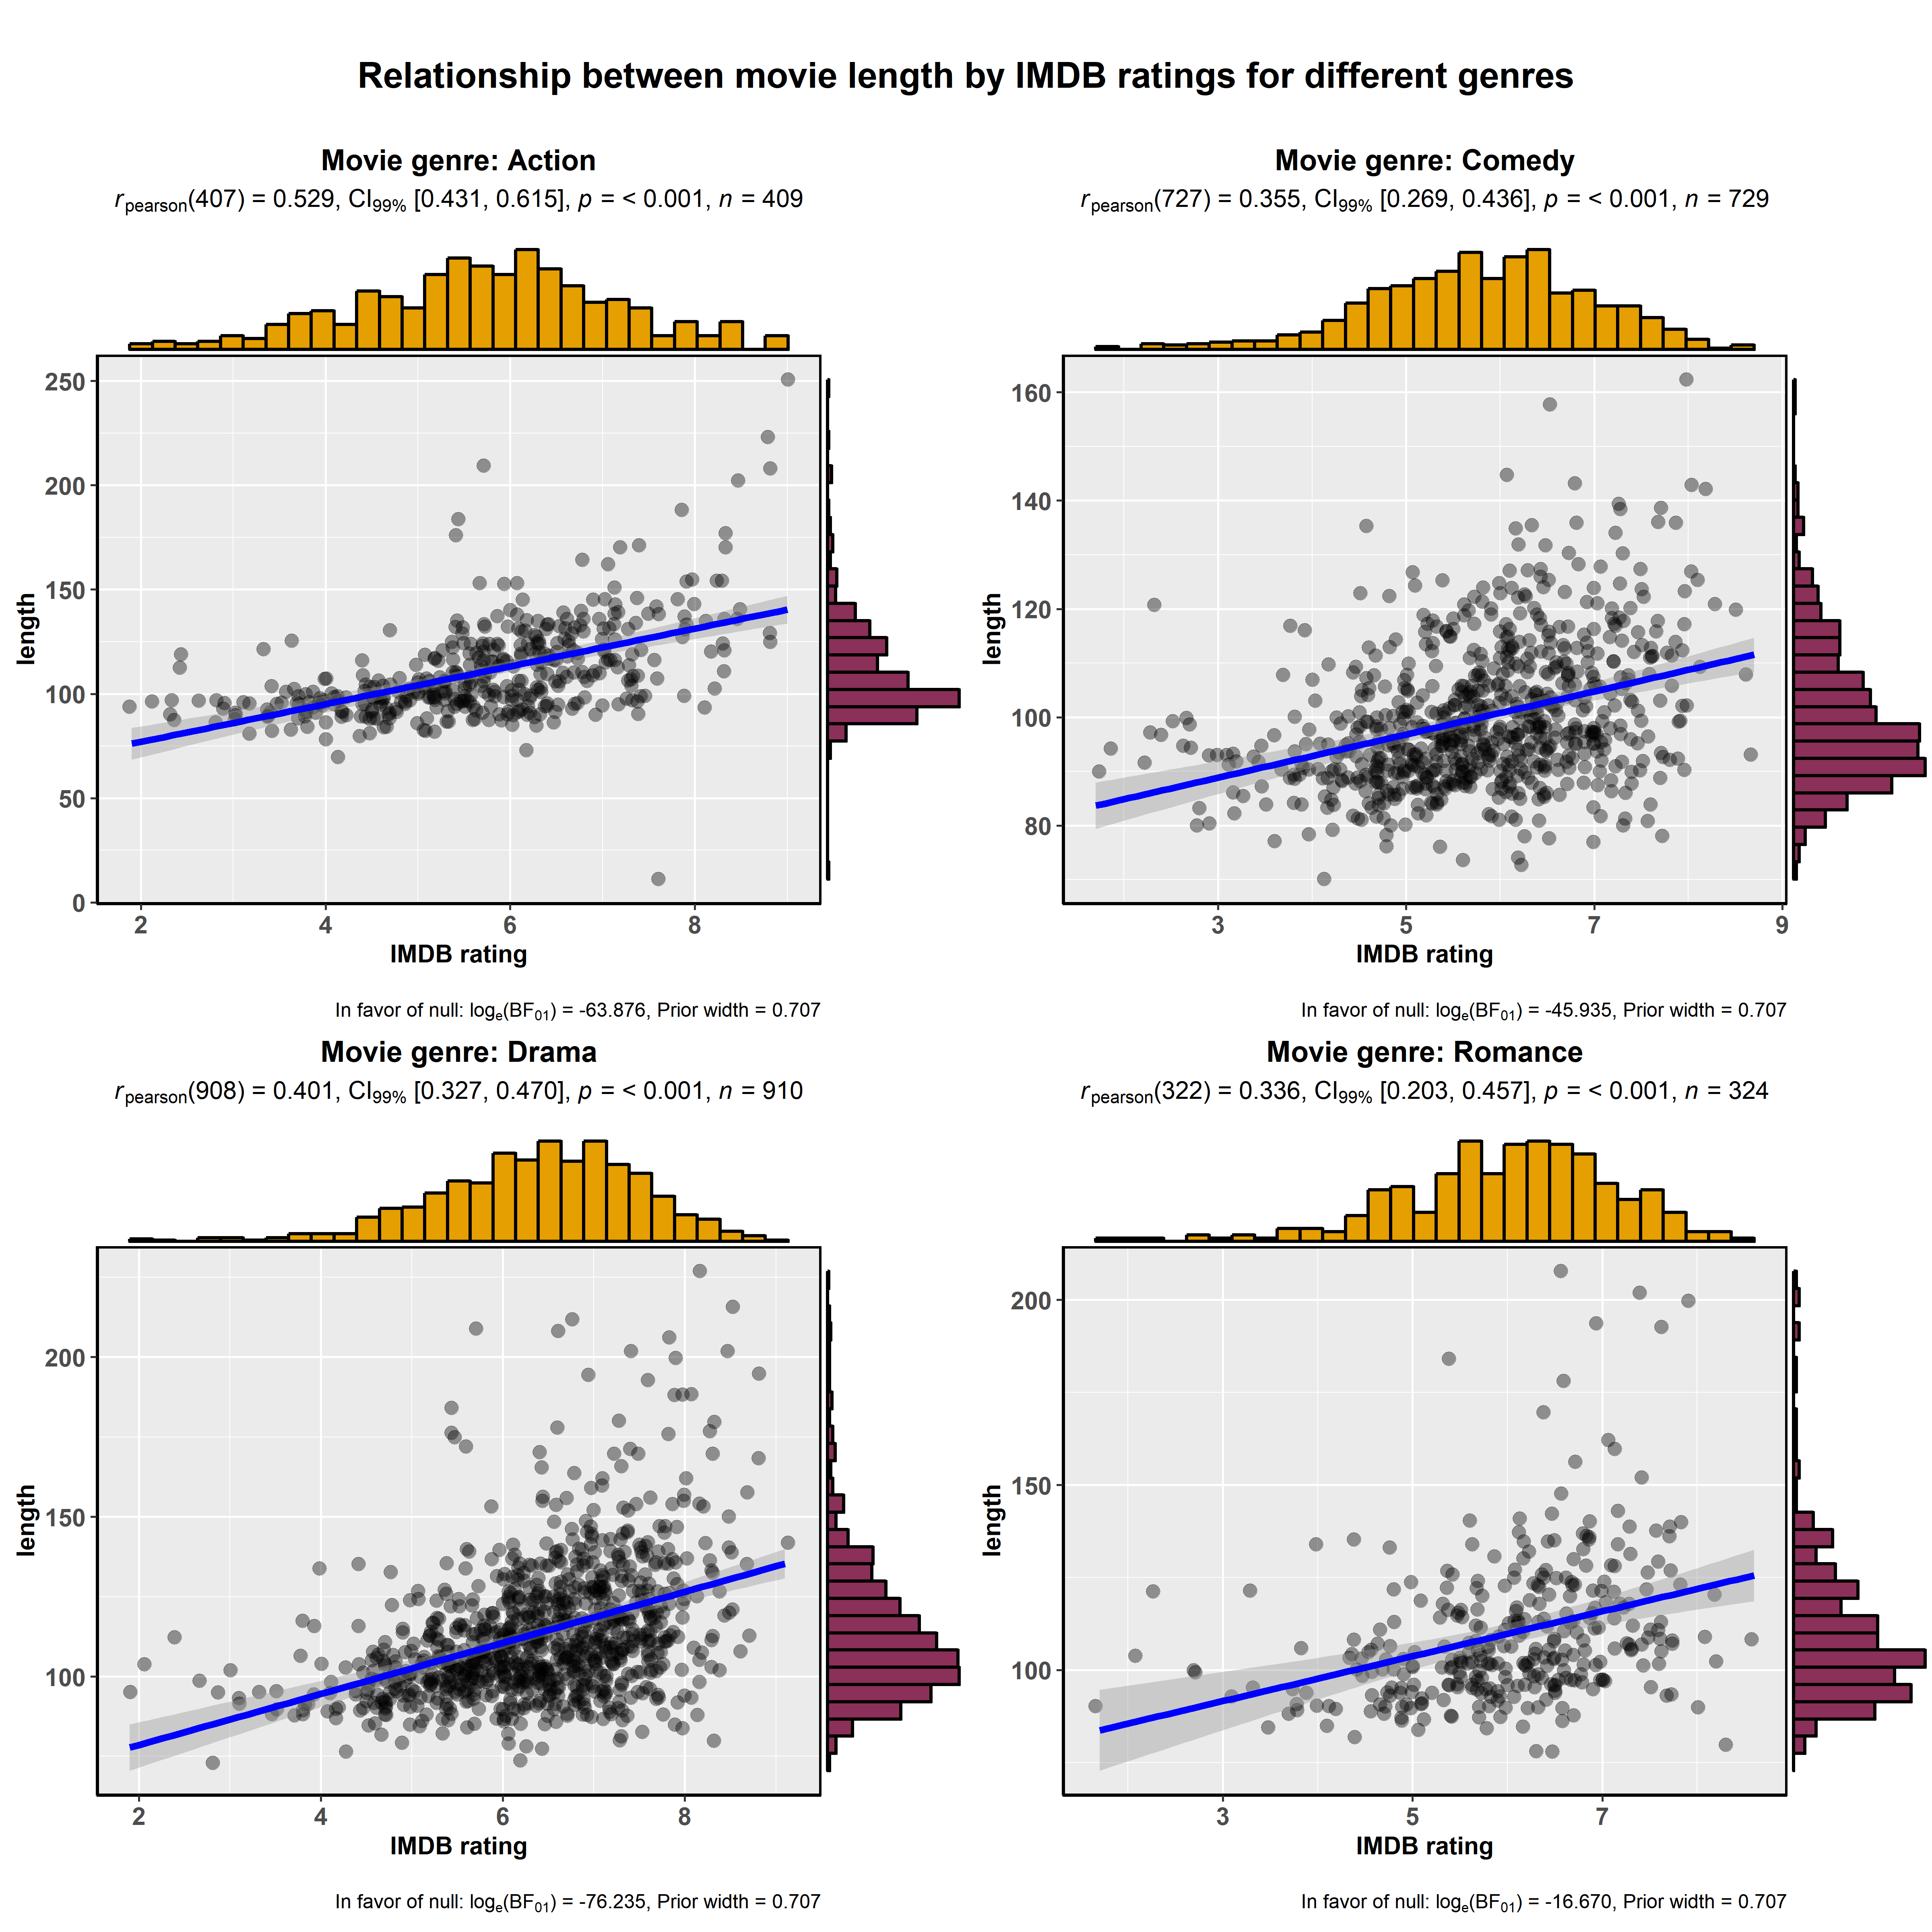 Relationship between movie length by IMDB ratings for different genres
Movie genre: Action
rpearson(407) = 0.529, CI99% [0.431, 0.615], p = < 0.001, n = 409
250
200
150
100
50
0
length
2 4 6 8
IMDB rating
In favor of null: loge(BF01) = -63.876, Prior width = 0.707
Movie genre: Comedy
rpearson(727) = 0.355, CI99% [0.269, 0.436], p = < 0.001, n = 729
160
140
120
100
80
length
3 5 7 9
IMDB rating
In favor of null: loge(BF01) = -45.935, Prior width = 0.707
Movie genre: Drama
rpearson(908) = 0.401, CI99% [0.327, 0.470], p = < 0.001, n = 910
200
150
100
length
2 4 6 8
IMDB rating
In favor of null: loge(BF01) = -76.235, Prior width = 0.707
Movie genre: Romance
rpearson(322) = 0.336, CI99% [0.203, 0.457], p = < 0.001, n = 324
200
150
100
length
3 5 7
IMDB rating
In favor of null: loge(BF01) = -16.670, Prior width = 0.707